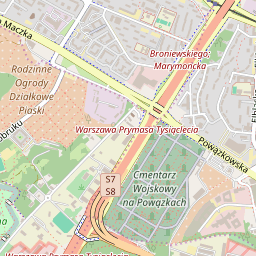 Maczka
Broniewskiego,
Marymoncka
Rodzinne
Ogrody
Działkowe
Piaski
Warszawa Prymasa Tysiąclecia
Powązkowska
S7
S8
Cmentarz
Wojskowy
na Powązkach